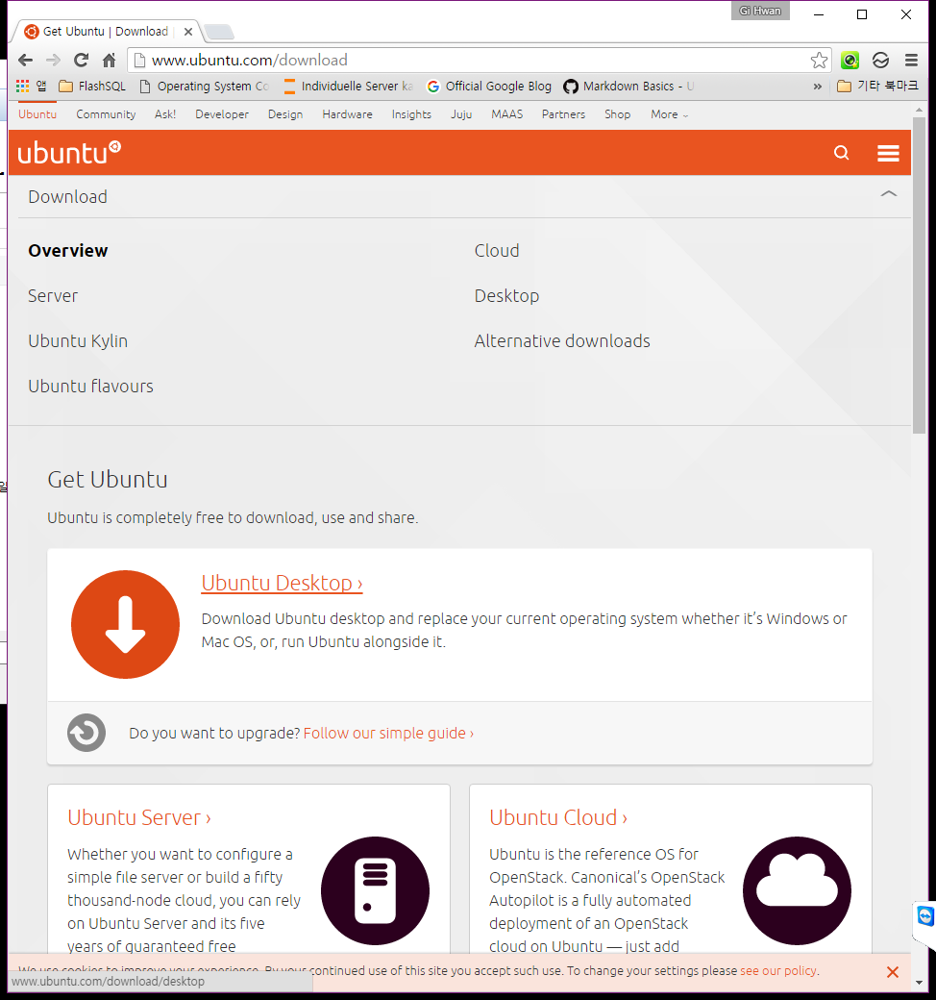 Gi Hwan
Get Ubuntu | Download
www.ubuntu.com/download
앱 FlashSQL Operating System Co Individuelle Server ka Official Google Blog Markdown Basics - U » 기타 북마크
Ubuntu Community Ask! Developer Design Hardware Insights Juju MAAS Partners Shop More
ubuntu
Download
Overview Cloud
Server Desktop
Ubuntu Kylin Alternative downloads
Ubuntu flavours
Get Ubuntu
Ubuntu is completely free to download, use and share.
Ubuntu Desktop ›
Download Ubuntu desktop and replace your current operating system whether it’s Windows or
Mac OS, or, run Ubuntu alongside it.
Do you want to upgrade? Follow our simple guide ›
Ubuntu Server ›
Whether you want to configure a
simple file server or build a fifty
thousand-node cloud, you can rely
on Ubuntu Server and its five
years of guaranteed free
Ubuntu Cloud ›
Ubuntu is the reference OS for
OpenStack. Canonical’s OpenStack
Autopilot is a fully automated
deployment of an OpenStack
cloud on Ubuntu — just add
We use cookies to improve your experience. By your continued use of this site you accept such use. To change your settings please see our policy.
www.ubuntu.com/download/desktop